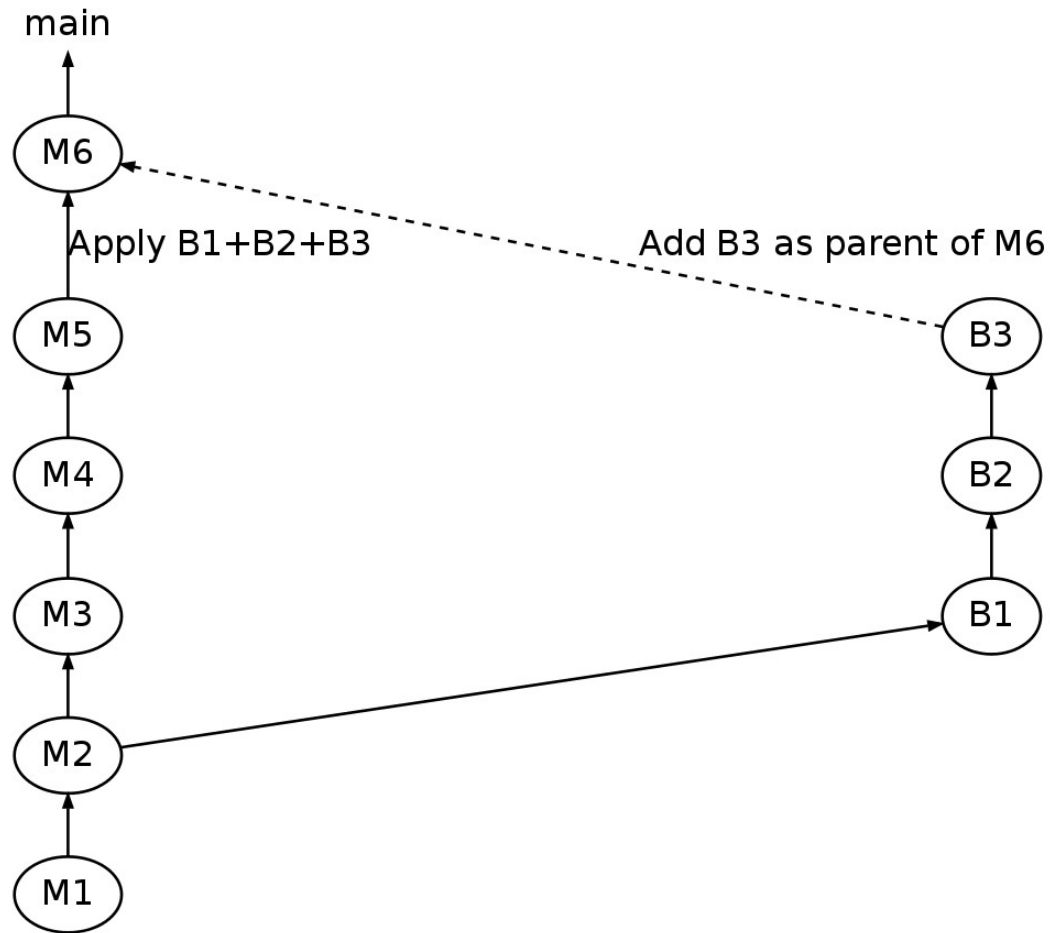 main
M6
Apply B1+B2+B3
Add B3 as parent of M6
M5
B3
M4
B2
M3
B1
M2
M1